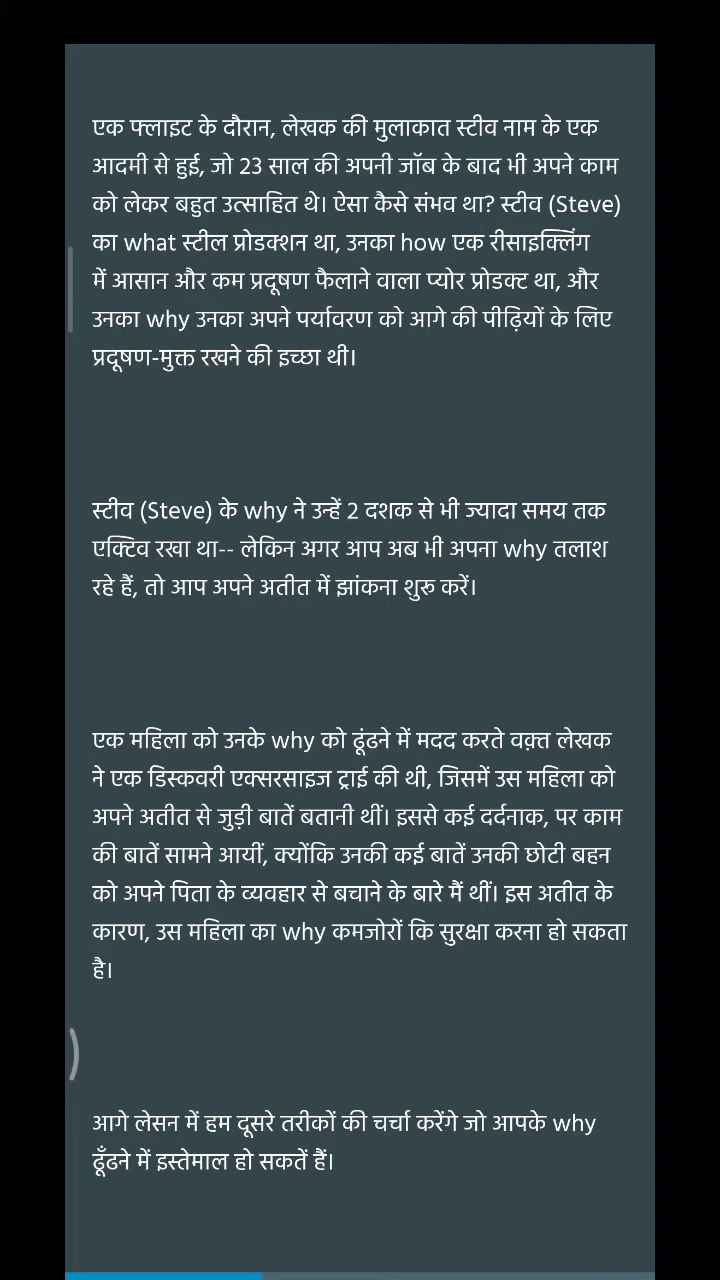 एक फ्लाइट के दौरान, लेखक की मुलाकात स्टीव नाम के एक
आदमी से हुई, जो 23 साल की अपनी जॉब के बाद भी अपने काम
को लेकर बहुत उत्साहित थे। ऐसा कैसे संभव था? स्टीव (Steve)
का what स्टील प्रोडक्शन था, उनका how एक रीसाइक्लिंग
में आसान और कम प्रदूषण फैलाने वाला प्योर प्रोडक्ट था, और
उनका why उनका अपने पर्यावरण को आगे की पीढ़ियों के लिए
प्रदूषण-मुक्त रखने की इच्छा थी।
स्टीव (Steve) के why ने उन्हें 2 दशक से भी ज्यादा समय तक
एक्टिव रखा था-- लेकिन अगर आप अब भी अपना why तलाश
रहे हैं, तो आप अपने अतीत में झांकना शुरू करें।
एक महिला को उनके why को ढूंढने में मदद करते वक़्त लेखक
ने एक डिस्कवरी एक्सरसाइज ट्राई की थी, जिसमें उस महिला को
अपने अतीत से जुड़ी बातें बतानी थीं। इससे कई दर्दनाक, पर काम
की बातें सामने आयीं, क्योंकि उनकी कई बातें उनकी छोटी बहन
को अपने पिता के व्यवहार से बचाने के बारे मैं थीं। इस अतीत के
कारण, उस महिला का why कमजोरों कि सुरक्षा करना हो सकता
है।
आगे लेसन में हम दूसरे तरीकों की चर्चा करेंगे जो आपके why
ढूँढने में इस्तेमाल हो सकतें हैं।